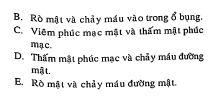 B. Rò mật và chảy máu vào trong ổ bụng.
C. Viêm phúc mạc mật và thấm mật phúc
mạc.
D. Thấm mật phúc mạc và chảy máu đường
mật.
E. Rò mật và chảy máu đường mật.